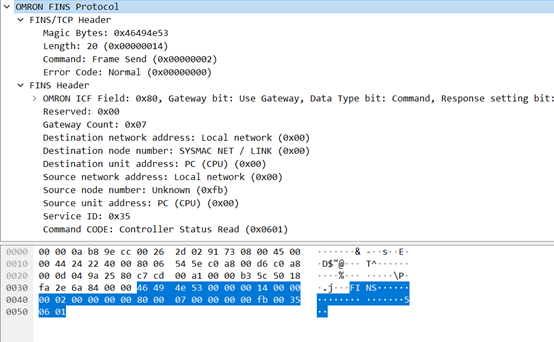 OMRON FINS Protocol
FINS/TCP Header
Magic Bytes: 0x46494e53
Length: 20 (0x00000014)
Command: Frame Send (0x00000002)
Error Code: Normal (0x00000000)
FINS Header
OMRON ICF Field: 0x80, Gateway bit: Use Gateway, Data Type bit: Command, Response setting bit:
Reserved: 0x00
Gateway Count: 0x07
Destination network address: Local network (0x00)
Destination node number: SYSMAC NET / LINK (0x00)
Destination unit address: PC (CPU) (0x00)
Source network address: Local network (0x00)
Source node number: Unknown (0xfb)
Source unit address: PC (CPU) (0x00)
Service ID: 0x35
Command CODE: Controller Status Read (0x0601)
0000 00 00 0a b8 9e cc 00 26 2d 02 91 73 08 00 45 00 ·······& -··s··E·
0010 00 44 24 22 40 00 80 06 54 5e c0 a8 00 d6 c0 a8 ·D$"@··· T^······
0020 00 0d 04 9a 25 80 c7 cd 00 a1 00 00 b3 5c 50 18 ····%··· ·····\P·
0030 fa 2e 6a 84 00 00 46 49 4e 53 00 00 00 14 00 00 ·.j···FI NS······
0040 00 02 00 00 00 00 80 00 07 00 00 00 00 fb 00 35 ········ ·······5
0050 06 01 ··